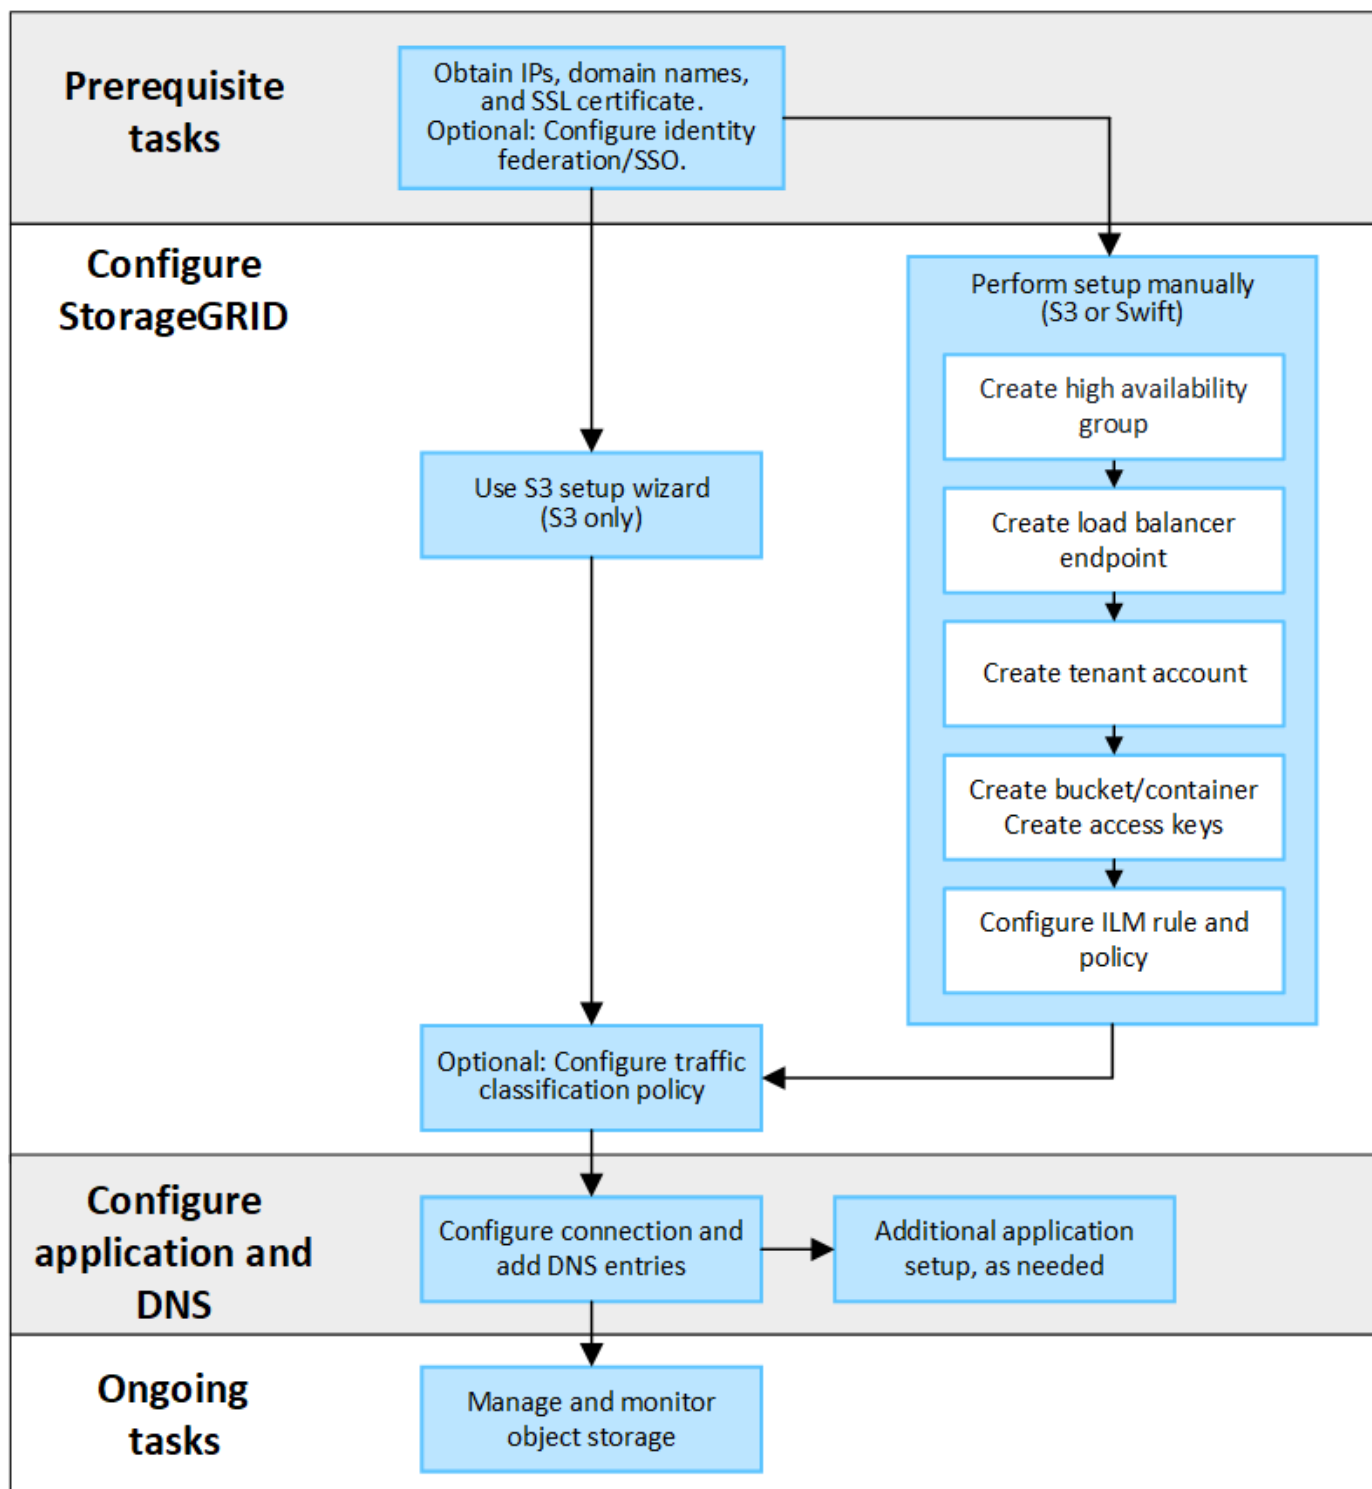 Prerequisite
tasks
Obtain IPs, domain names,
and SSL certificate.
Optional: Configure identity
federation/SSO.
Configure
StorageGRID
Perform setup manually
(S3 or Swift)
Create high availability
group
Create load balancer
endpoint
Create tenant account
Create bucket/container
Create access keys
Configure ILM rule and
policy
Use S3 setup wizard
(S3 only)
Optional: Configure traffic
classification policy
Configure
application and
DNS
Configure connection and
add DNS entries
Additional application
setup, as needed
Ongoing
tasks
Manage and monitor
object storage